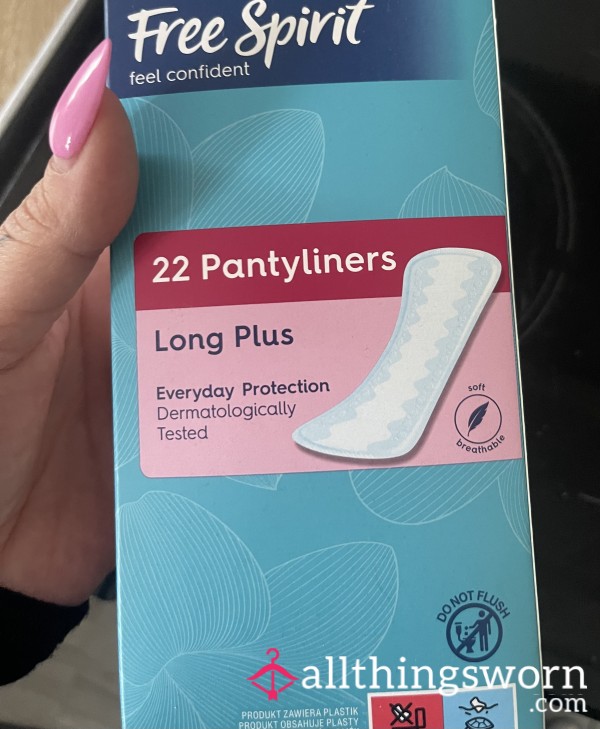 Free Spirit
feel confident
22 Pantyliners
Long Plus
Everyday Protection
Dermatologically
Tested
soft
breathable
DO NOT FLUSH
allthingsworn
.com
PRODUKT ZAWIERA PLASTIK
PRODUKT OBSAHUJE PLASTY